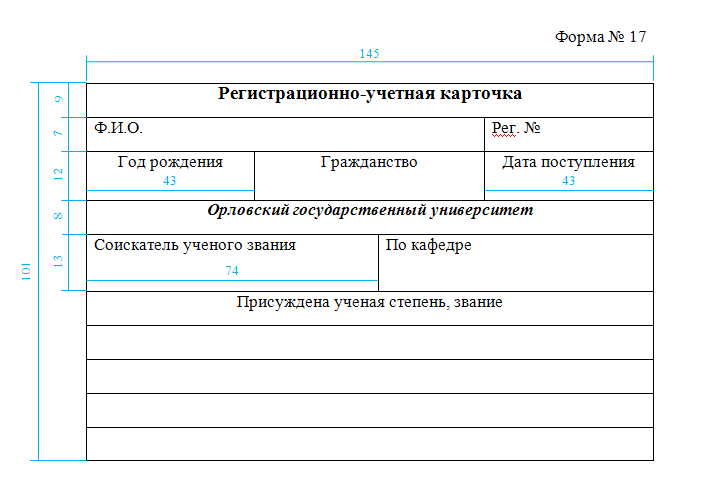 Форма № 17
145
9
Регистрационно-учетная карточка
7
Ф.И.О.
Рег. №
12
Год рождения
Гражданство
Дата поступления
43
43
8
Орловский государственный университет
101
13
Соискатель ученого звания
По кафедре
74
Присуждена ученая степень, звание